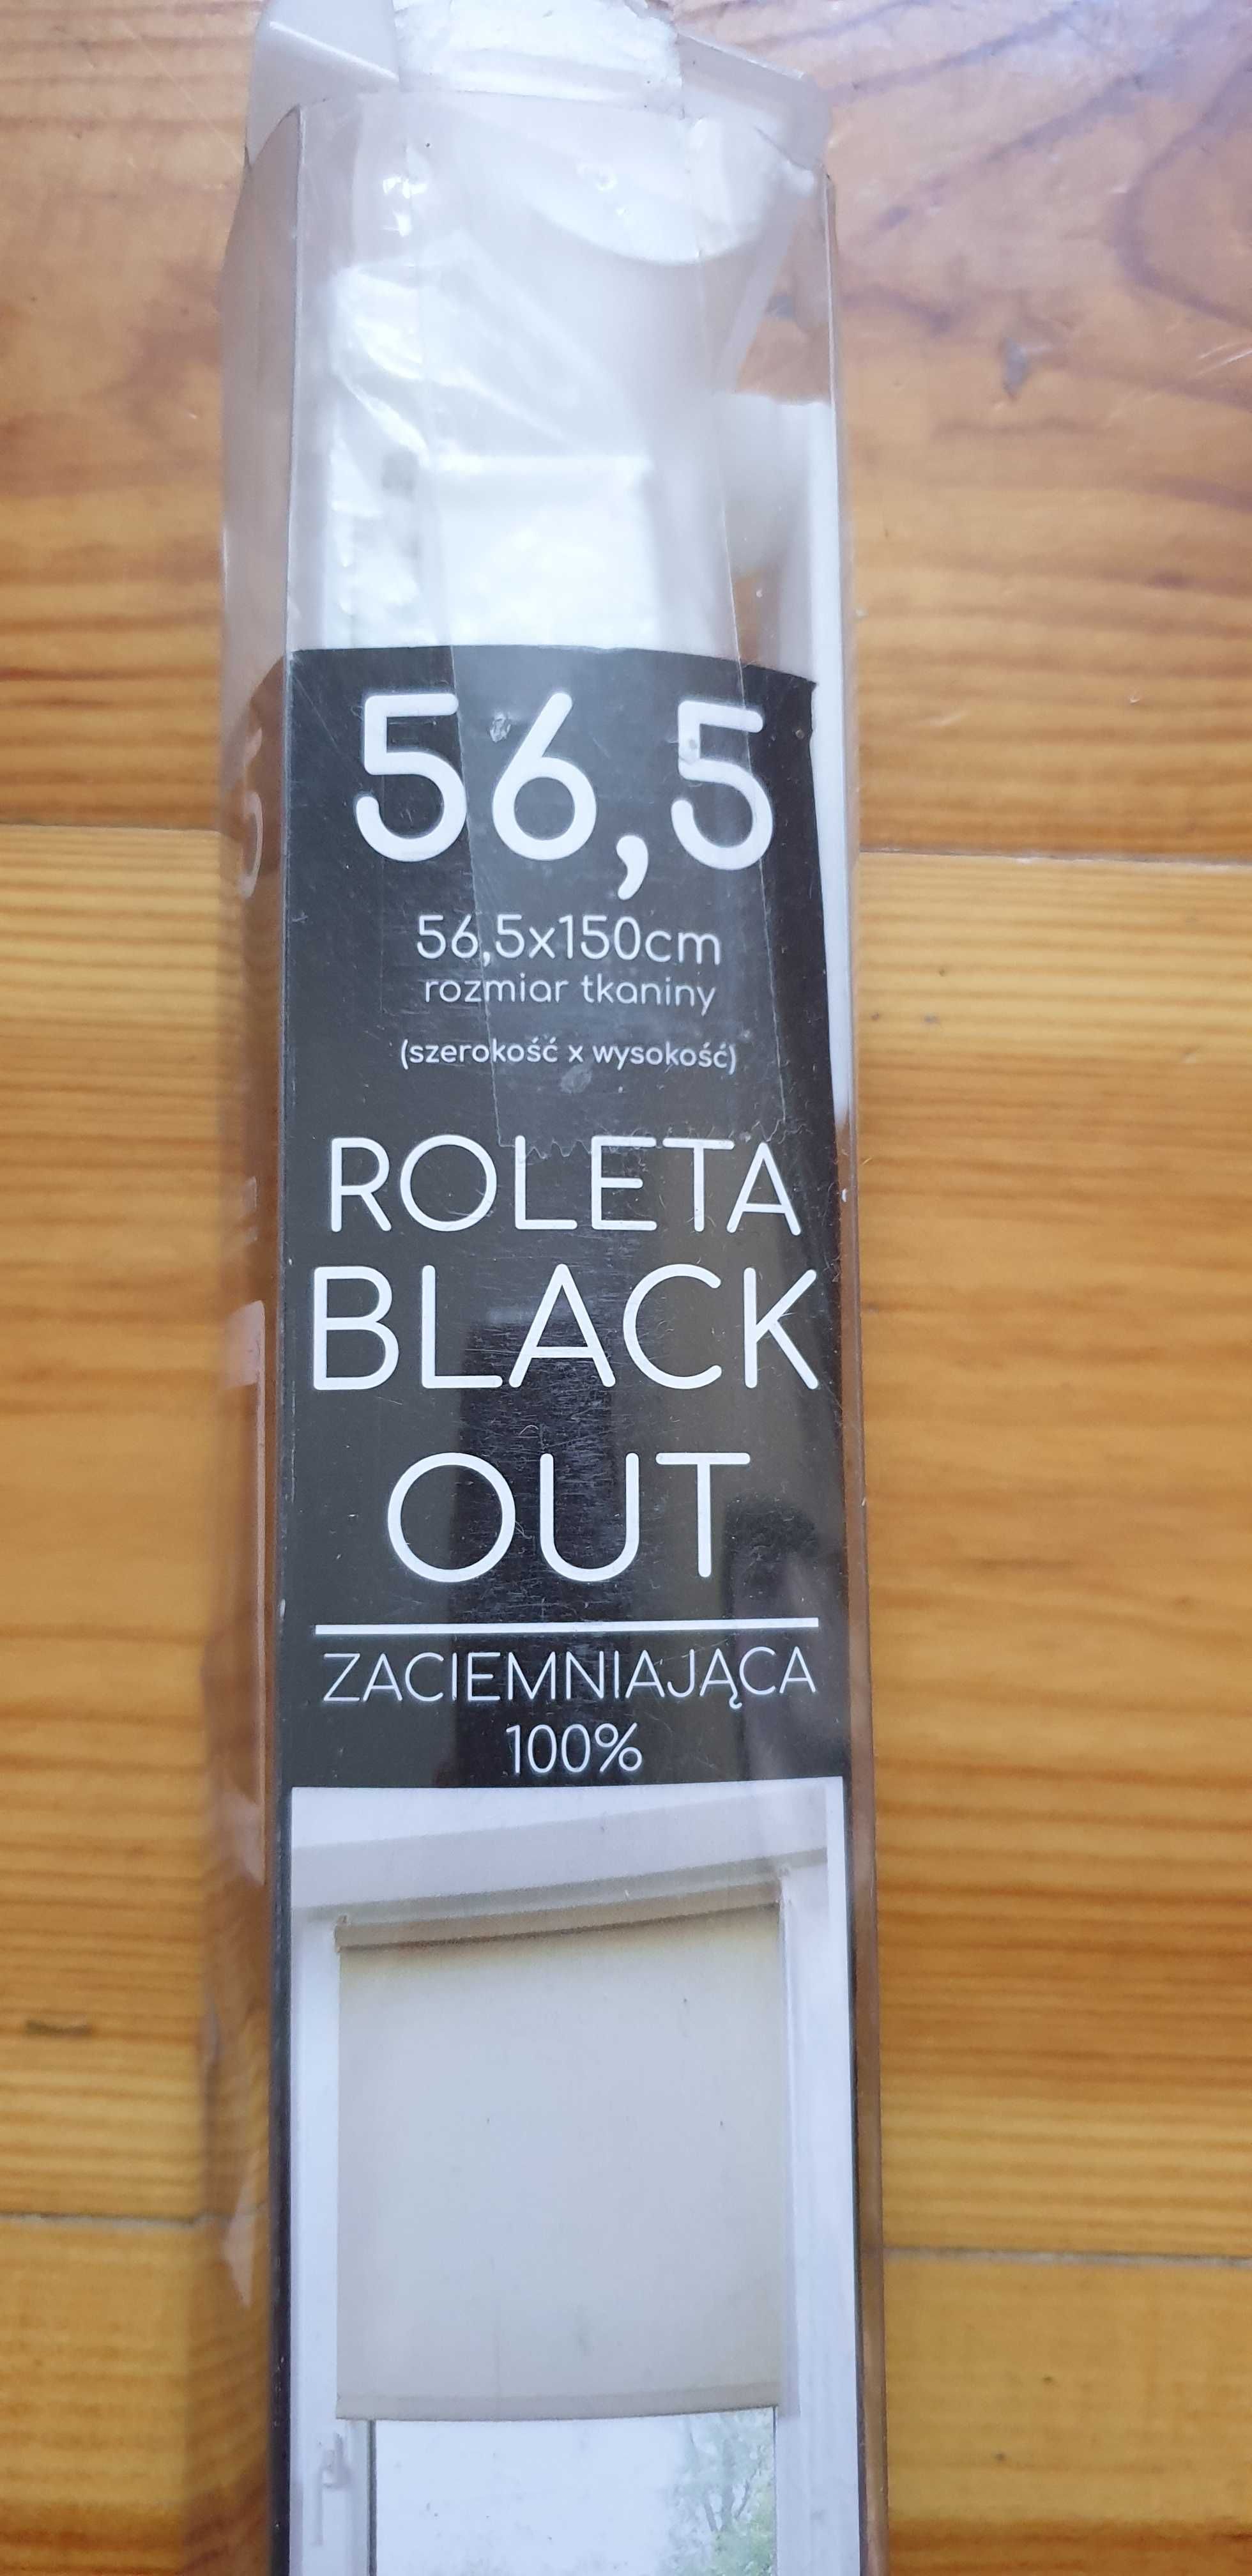 56,5
56,5x150cm
rozmiar tkaniny
(szerokość x wysokość)
ROLETA
BLACK
OUT
ZACIEMNIAJĄCA
100%